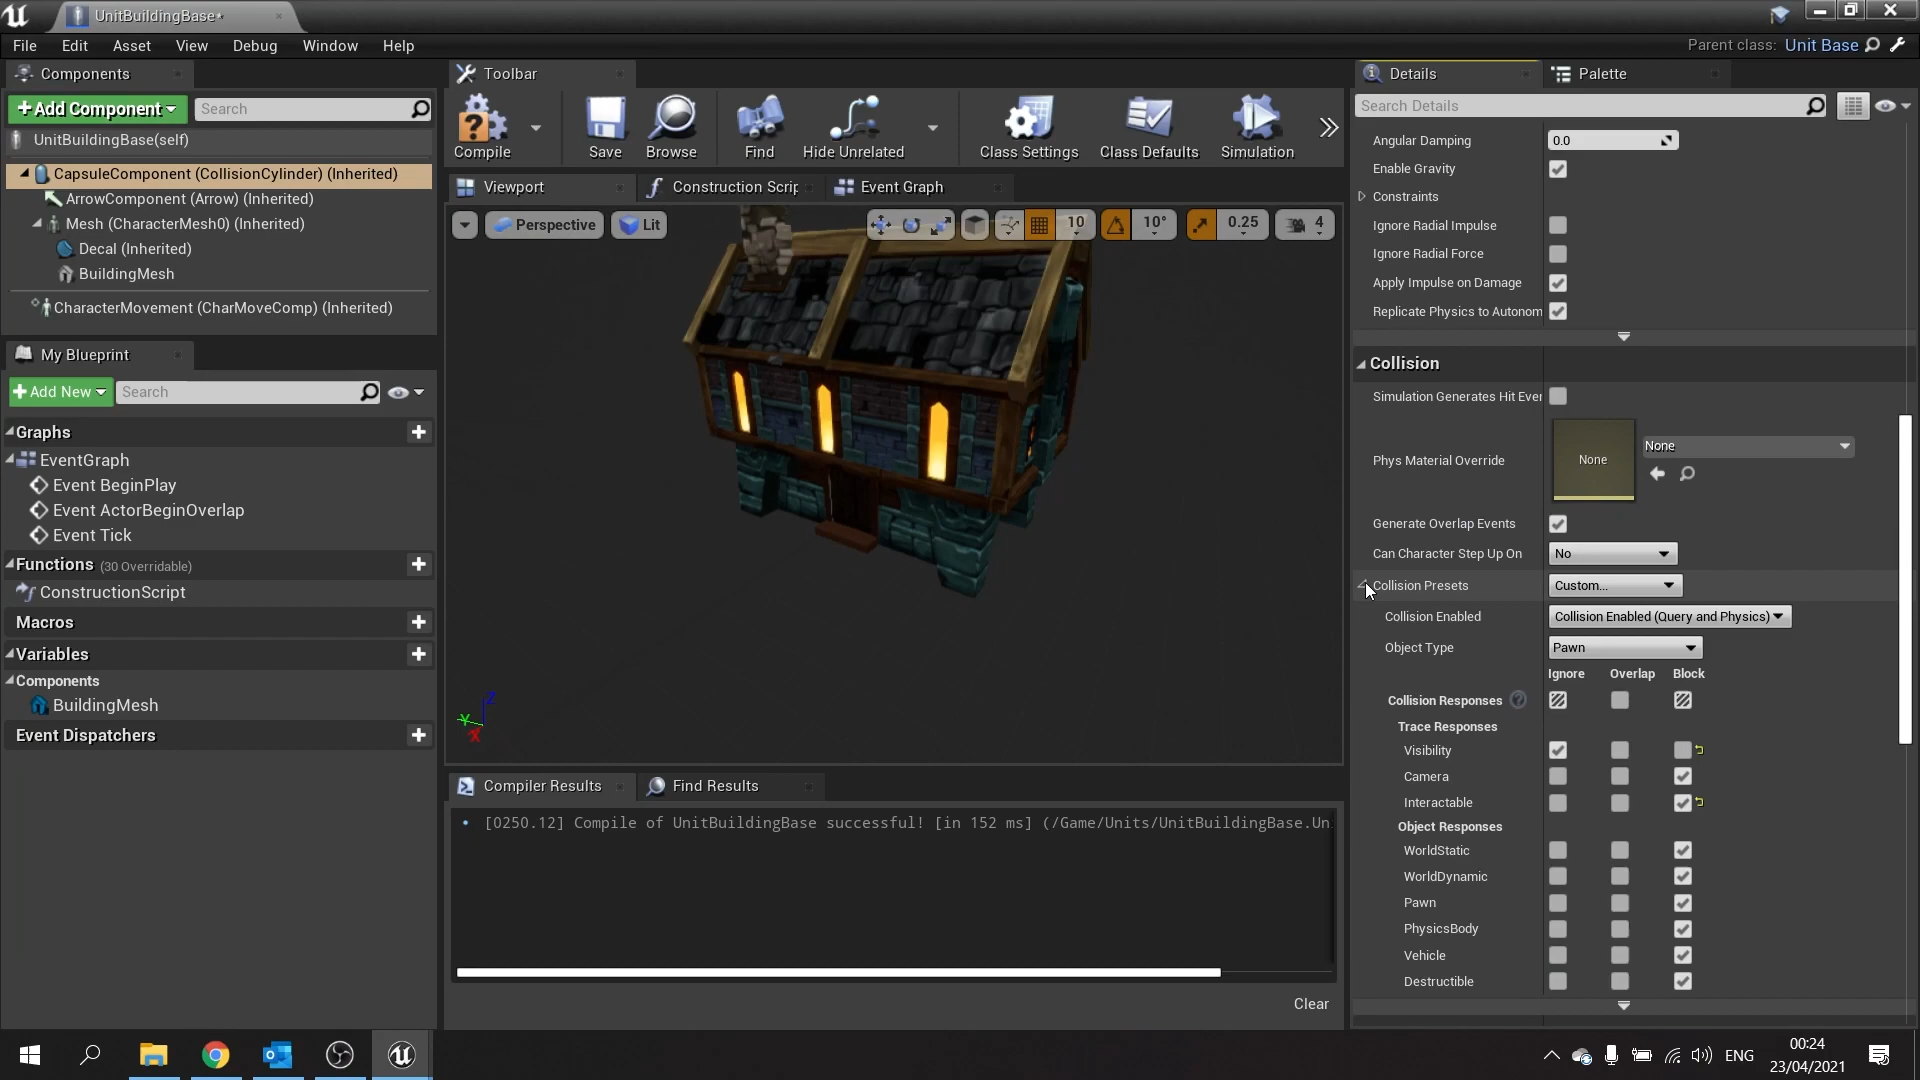 UnitBuildingBase*
File Edit Asset View Debug Window Help
Parent class: Unit Base
Components
+Add Component
Search
UnitBuildingBase(self)
CapsuleComponent (CollisionCylinder) (Inherited)
ArrowComponent (Arrow) (Inherited)
Mesh (CharacterMesh0) (Inherited)
Decal (Inherited)
BuildingMesh
CharacterMovement (CharMoveComp) (Inherited)
My Blueprint
+Add New
Search
Graphs
EventGraph
Event BeginPlay
Event ActorBeginOverlap
Event Tick
Functions (30 Overridable)
ConstructionScript
Macros
Variables
Components
BuildingMesh
Event Dispatchers
Toolbar
Compile
Save
Browse
Find
Hide Unrelated
Class Settings
Class Defaults
Simulation
Viewport
Construction Scrip
Event Graph
Perspective
Lit
10
10°
0.25
4
Z
Y
X
Compiler Results
Find Results
[0250.12] Compile of UnitBuildingBase successful! [in 152 ms] (/Game/Units/UnitBuildingBase.Un
Clear
Details
Palette
Search Details
Angular Damping 0.0
Enable Gravity
Constraints
Ignore Radial Impulse
Ignore Radial Force
Apply Impulse on Damage
Replicate Physics to Autonom
Collision
Simulation Generates Hit Ever
Phys Material Override None None
Generate Overlap Events
Can Character Step Up On No
Collision Presets Custom...
Collision Enabled Collision Enabled (Query and Physics)
Object Type Pawn
Ignore Overlap Block
Collision Responses
Trace Responses
Visibility
Camera
Interactable
Object Responses
WorldStatic
WorldDynamic
Pawn
PhysicsBody
Vehicle
Destructible
ENG
00:24
23/04/2021